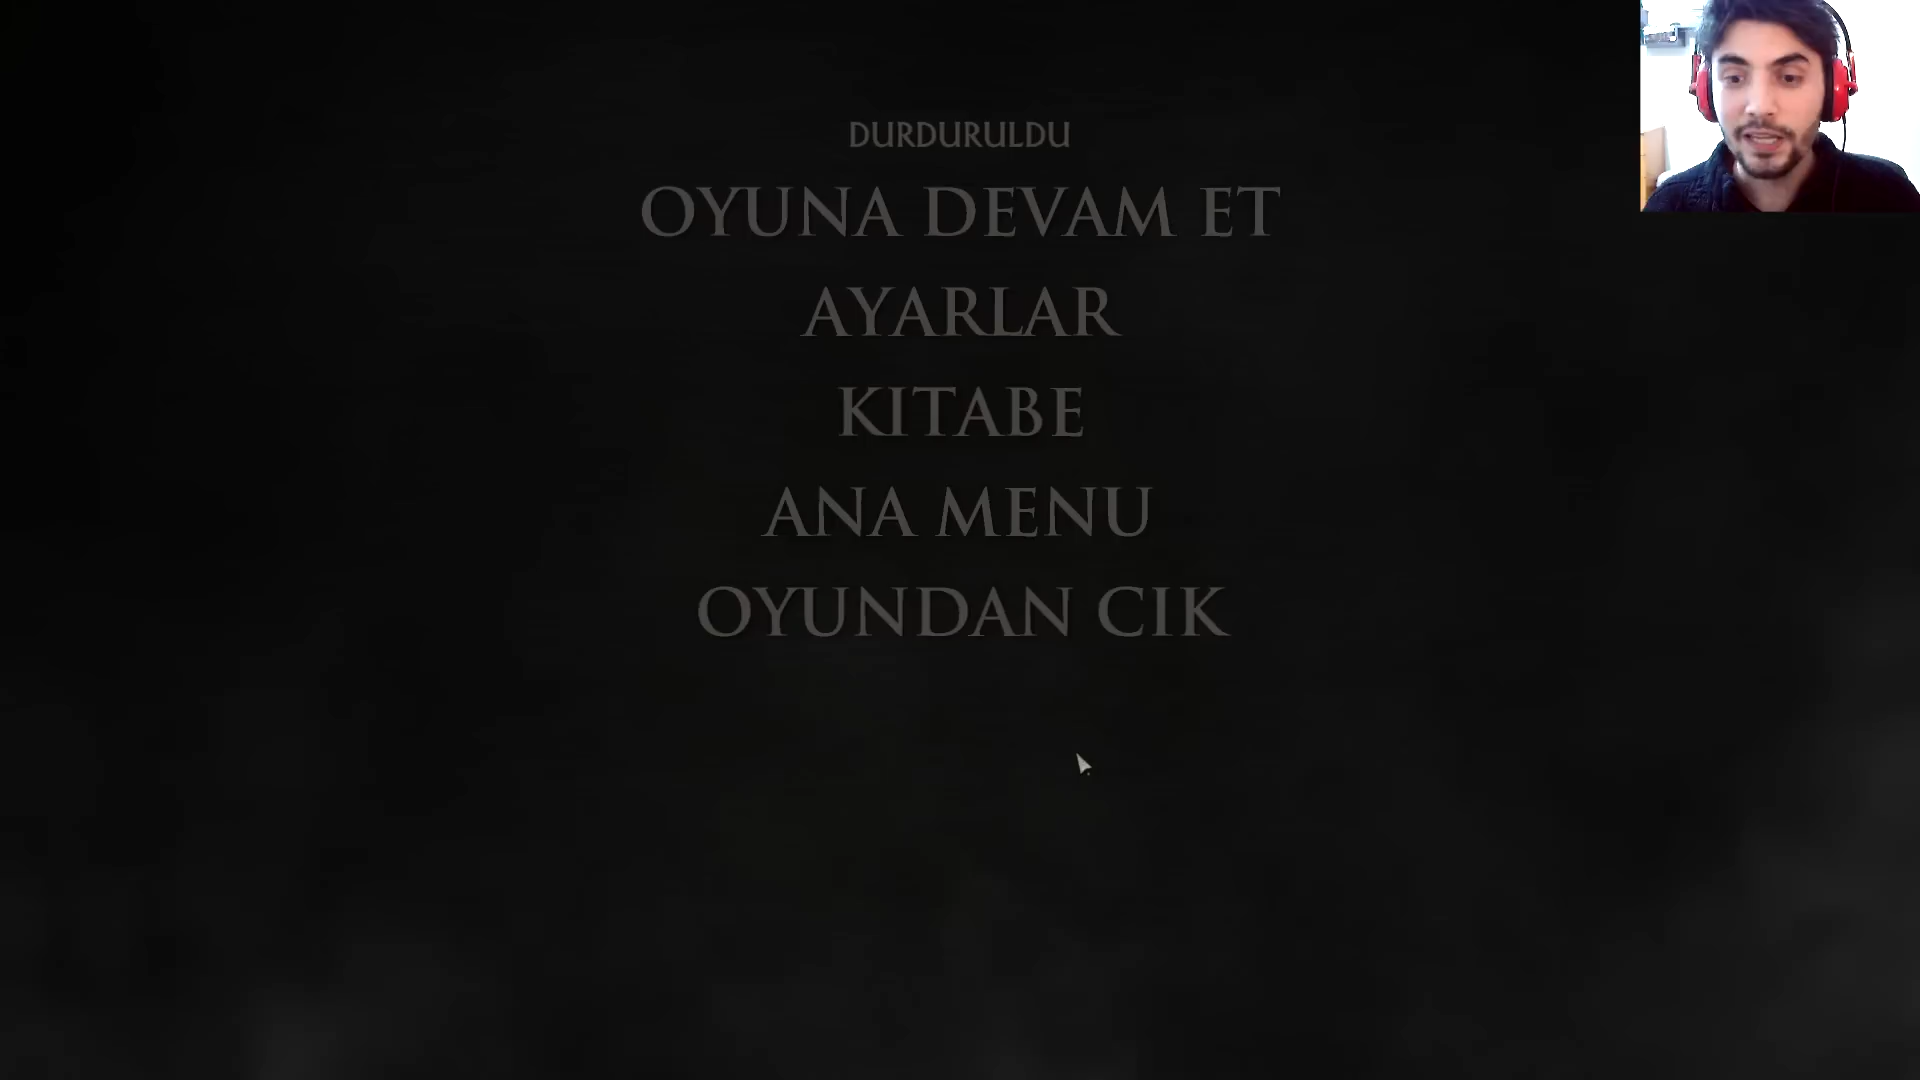 DURDURULDU
OYUNA DEVAM ET
AYARLAR
KITABE
ANA MENU
OYUNDAN CIK